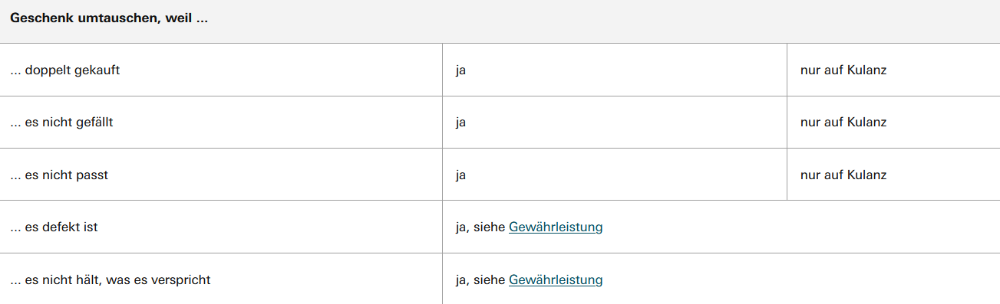 Geschenk umtauschen, weil ...
... doppelt gekauft ja nur auf Kulanz
... es nicht gefällt ja nur auf Kulanz
... es nicht passt ja nur auf Kulanz
... es defekt ist ja, siehe Gewährleistung
... es nicht hält, was es verspricht ja, siehe Gewährleistung